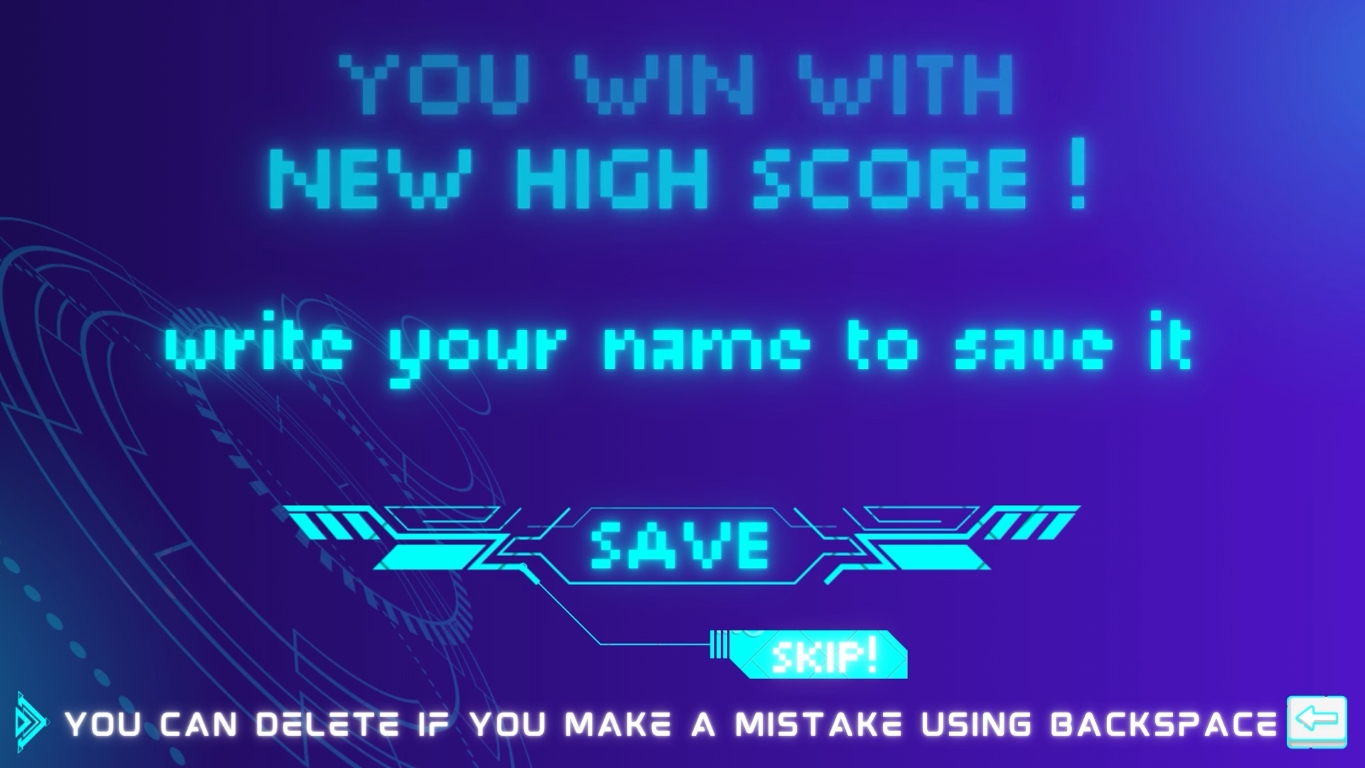 YOU WIN WITH
NEW HIGH SCORE !
write your name to save it
SAVE
SKIP!
YOU CAN DELETE IF YOU MAKE A MISTAKE USING BACKSPACE